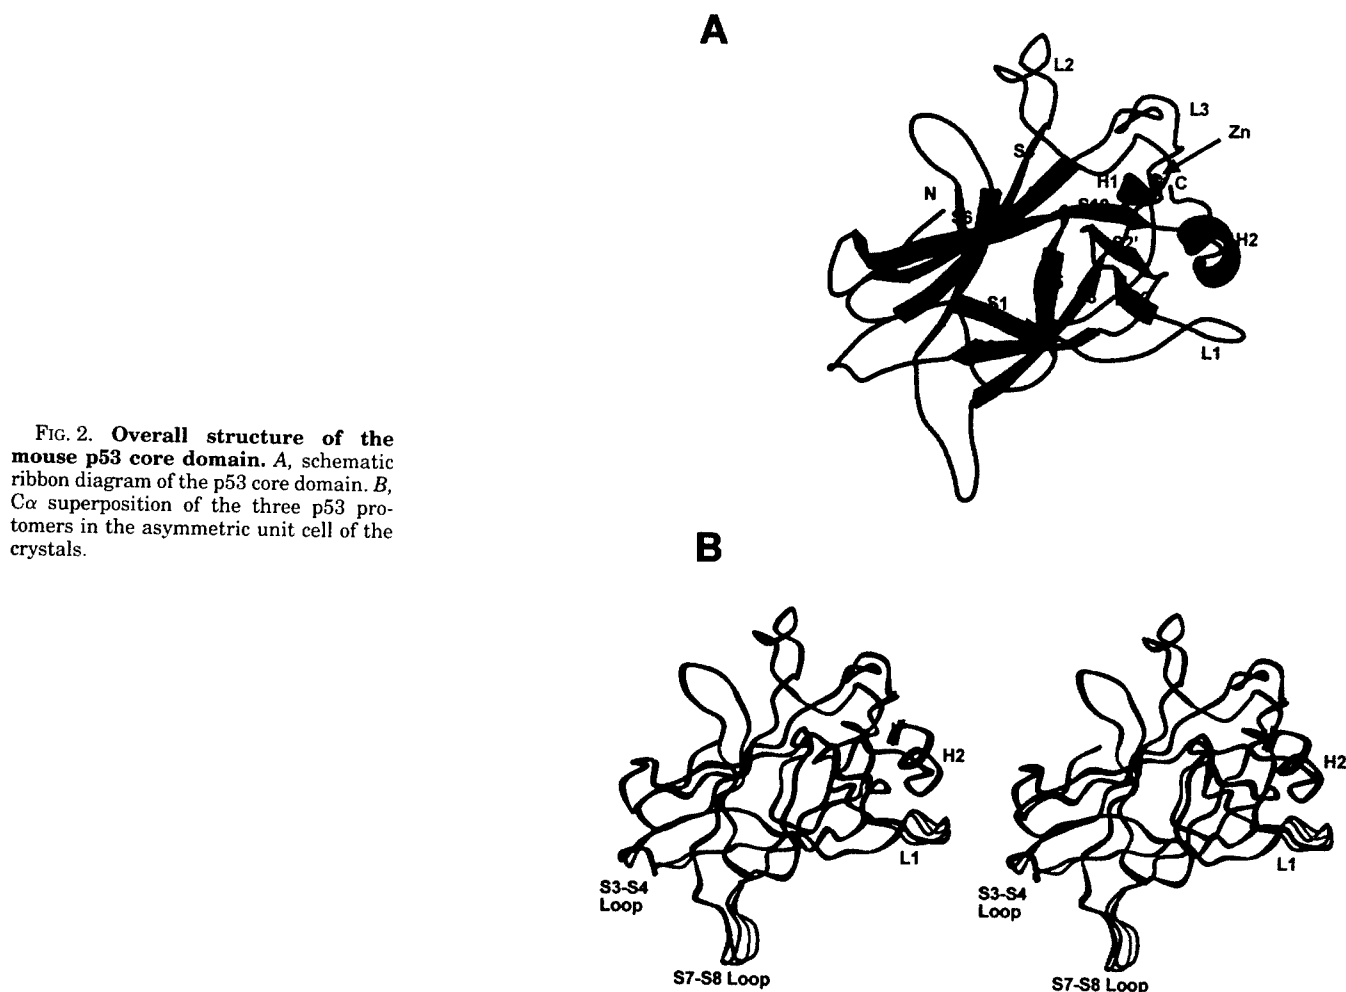 A
L2
L3
Zn
H1
C
N
S6
S10
H2
S2'
S1
L1
FIG. 2. Overall structure of the
mouse p53 core domain. A, schematic
ribbon diagram of the p53 core domain. B,
Cα superposition of the three p53 pro-
tomers in the asymmetric unit cell of the
crystals.
B
H2
H2
L1
L1
S3-S4
Loop
S3-S4
Loop
S7-S8 Loop
S7-S8 Loop